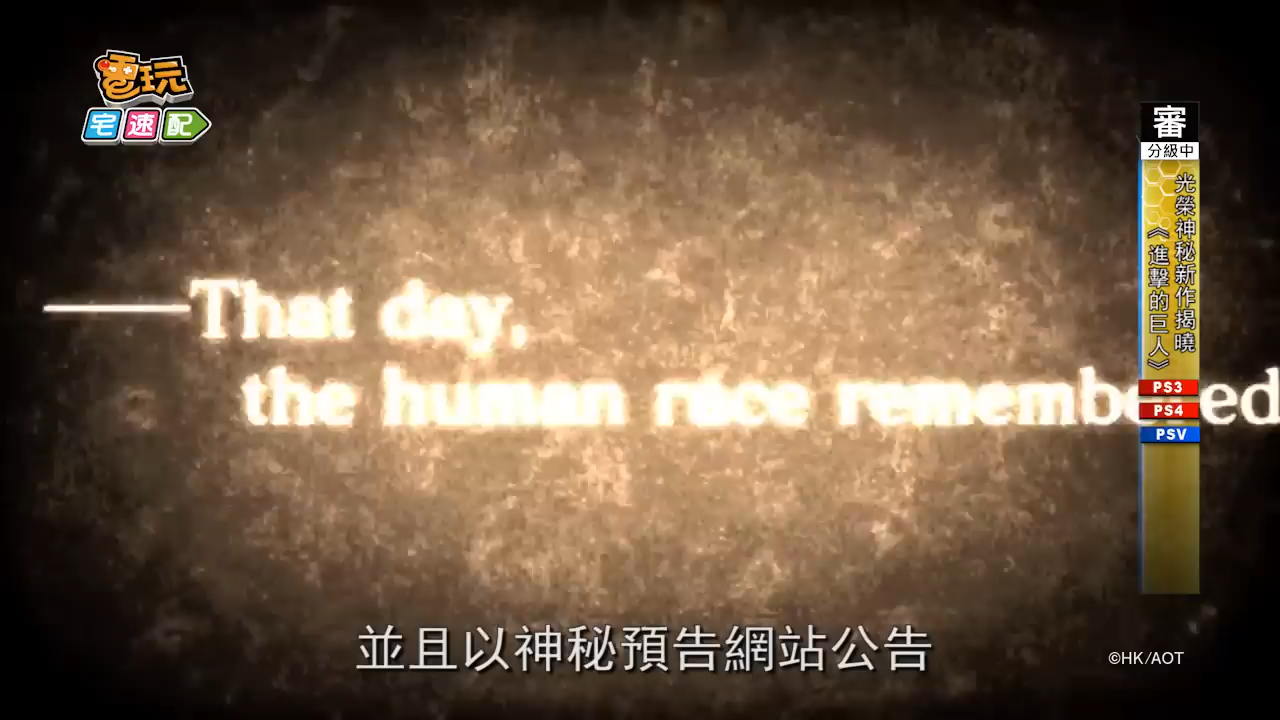 電玩
宅速配
審
分級中
光榮神秘新作揭曉
《進擊的巨人》
PS3
PS4
PSV
——That day,
the human race remembered
並且以神秘預告網站公告
©HK/AOT